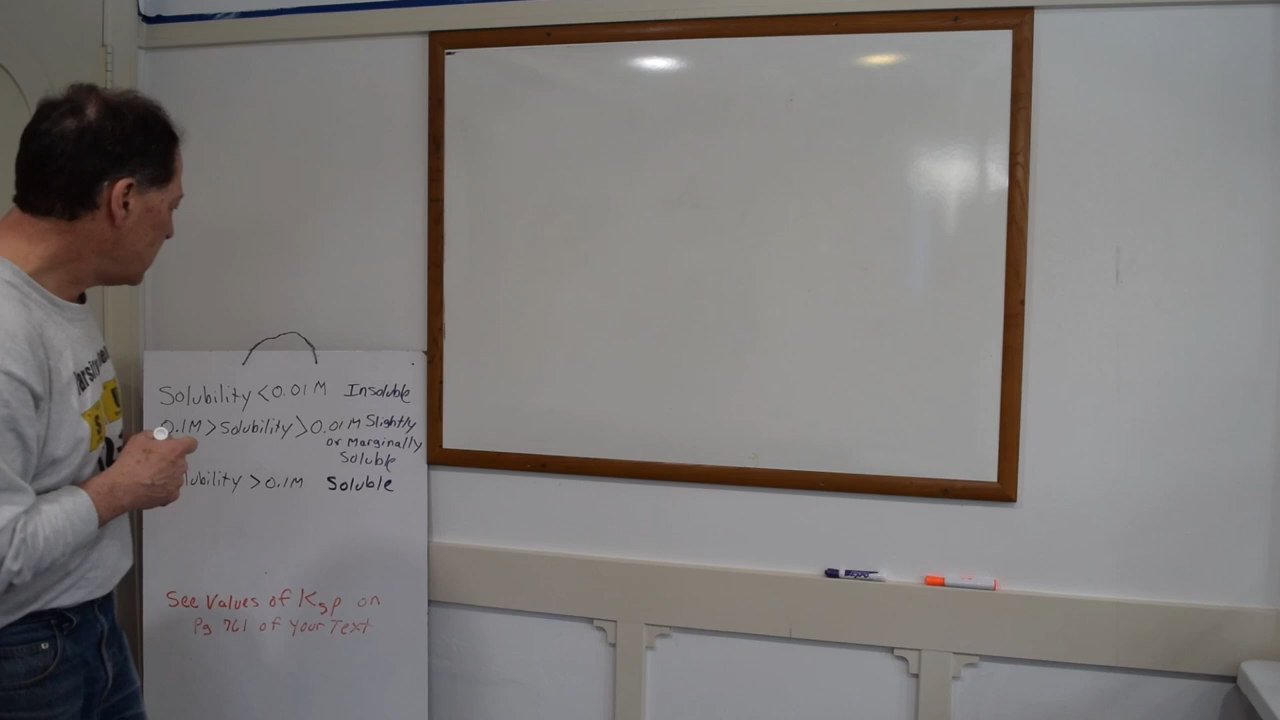 Solubility < 0.01 M Insoluble
0.1M > Solubility > 0.01 M Slightly
or Marginally
Soluble
lubility > 0.1M Soluble
See Values of Ksp on
Pg 761 of Your Text